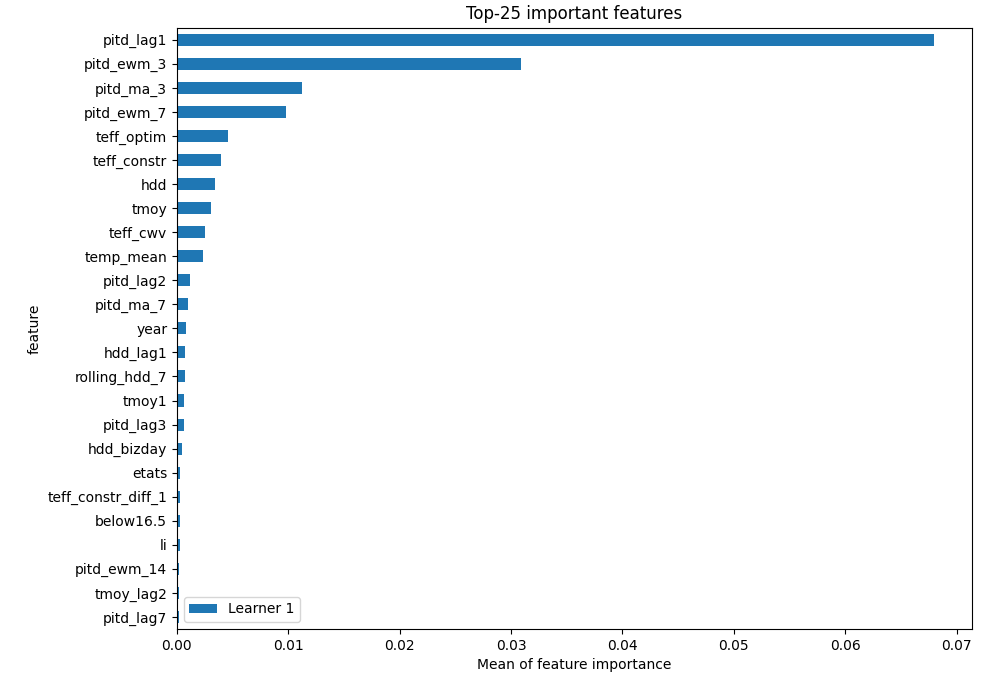 Top-25 important features
feature
pitd_lag1
pitd_ewm_3
pitd_ma_3
pitd_ewm_7
teff_optim
teff_constr
hdd
tmoy
teff_cwv
temp_mean
pitd_lag2
pitd_ma_7
year
hdd_lag1
rolling_hdd_7
tmoy1
pitd_lag3
hdd_bizday
etats
teff_constr_diff_1
below16.5
li
pitd_ewm_14
tmoy_lag2
pitd_lag7
Learner 1
0.00 0.01 0.02 0.03 0.04 0.05 0.06 0.07
Mean of feature importance